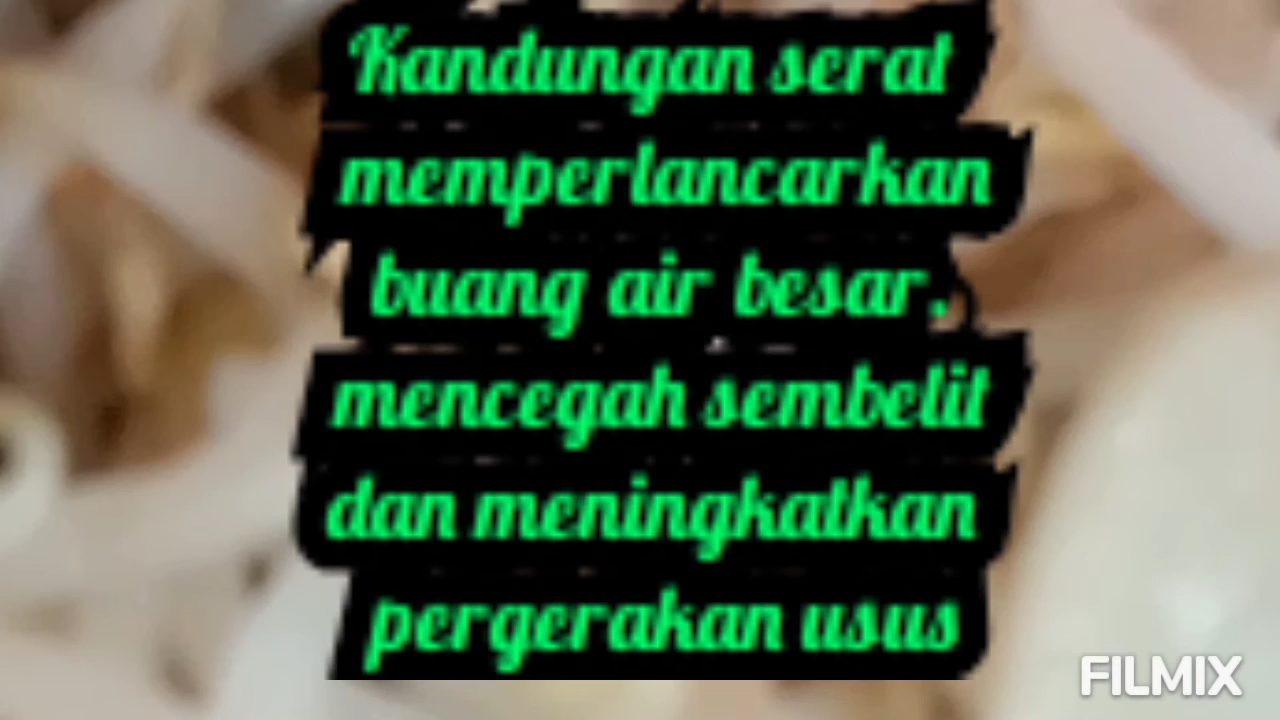 Kandungan serat
memperlancarkan
buang air besar.
mencegah sembelit
dan meningkatkan
pergerakan usus
FILMIX